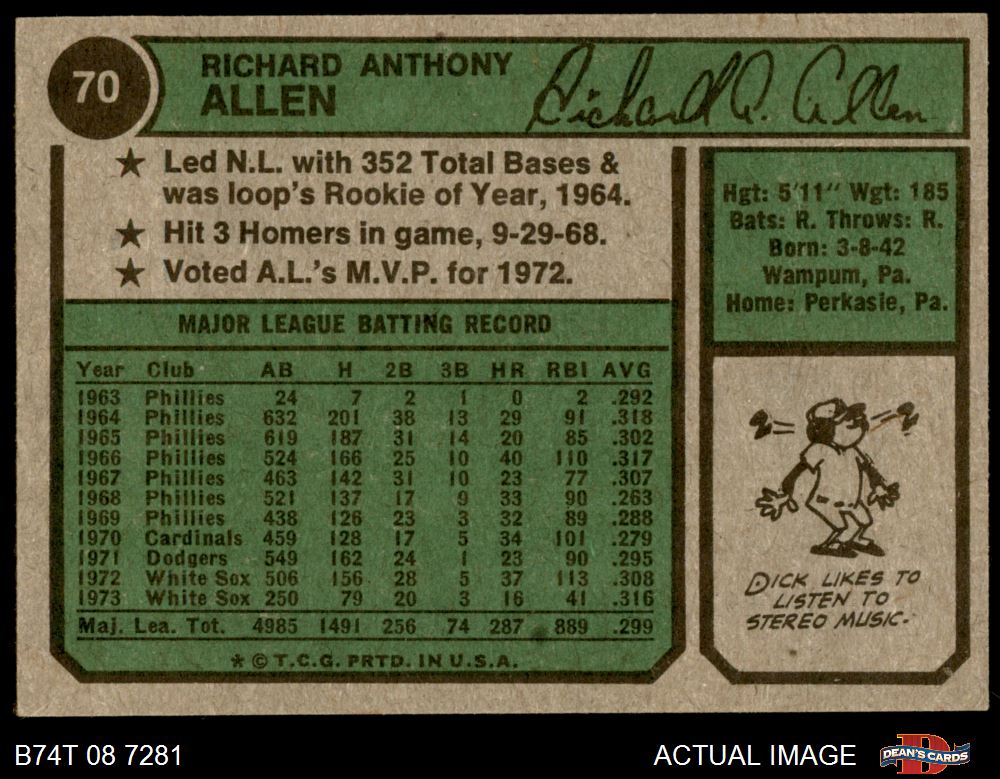 70
RICHARD ANTHONY
ALLEN
Richard A. Allen
★ Led N.L. with 352 Total Bases &
was loop's Rookie of Year, 1964.
★ Hit 3 Homers in game, 9-29-68.
★ Voted A.L.'s M.V.P. for 1972.
Hgt: 5'11" Wgt: 185
Bats: R. Throws: R.
Born: 3-8-42
Wampum, Pa.
Home: Perkasie, Pa.
MAJOR LEAGUE BATTING RECORD
Year Club AB H 2B 3B HR RBI AVG
1963 Phillies 24 7 2 1 0 2 .292
1964 Phillies 632 201 38 13 29 91 .318
1965 Phillies 619 187 31 14 20 85 .302
1966 Phillies 524 166 25 10 40 110 .317
1967 Phillies 463 142 31 10 23 77 .307
1968 Phillies 521 137 17 9 33 90 .263
1969 Phillies 438 126 23 3 32 89 .288
1970 Cardinals 459 128 17 5 34 101 .279
1971 Dodgers 549 162 24 1 23 90 .295
1972 White Sox 506 156 28 5 37 113 .308
1973 White Sox 250 79 20 3 16 41 .316
Maj. Lea. Tot. 4985 1491 256 74 287 889 .299
* © T.C.G. PRTD. IN U.S.A.
DICK LIKES TO
LISTEN TO
STEREO MUSIC.
B74T 08 7281
ACTUAL IMAGE
D
DEAN'S CARDS